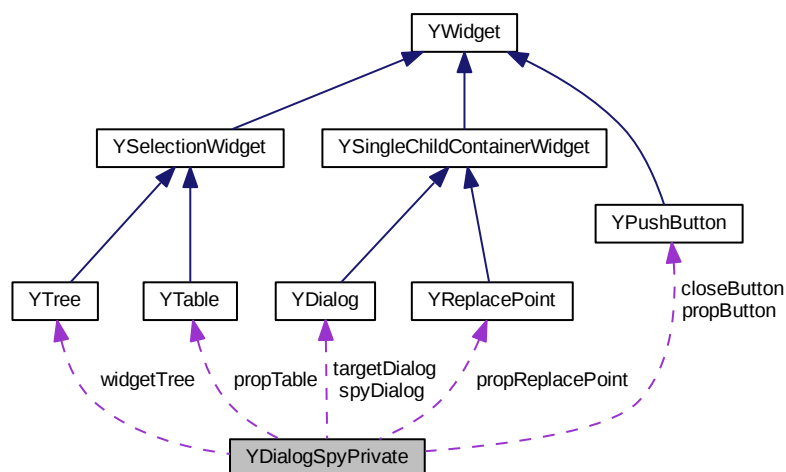 YWidget
YSelectionWidget
YSingleChildContainerWidget
YPushButton
YTree
YTable
YDialog
YReplacePoint
closeButton
propButton
widgetTree
propTable
targetDialog
spyDialog
propReplacePoint
YDialogSpyPrivate